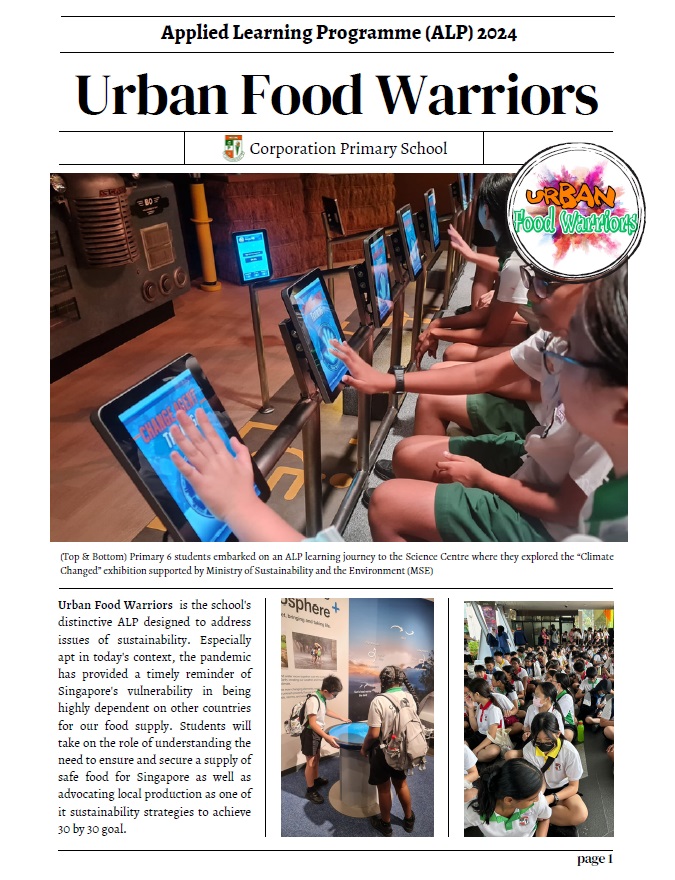 Applied Learning Programme (ALP) 2024
Urban Food Warriors
Corporation Primary School
URBAN
Food Warriors
80
CHANGE
(Top & Bottom) Primary 6 students embarked on an ALP learning journey to the Science Centre where they explored the “Climate
Changed” exhibition supported by Ministry of Sustainability and the Environment (MSE)
Urban Food Warriors is the school's
distinctive ALP designed to address
issues of sustainability. Especially
apt in today's context, the pandemic
has provided a timely reminder of
Singapore's vulnerability in being
highly dependent on other countries
for our food supply. Students will
take on the role of understanding the
need to ensure and secure a supply of
safe food for Singapore as well as
advocating local production as one of
it sustainability strategies to achieve
30 by 30 goal.
osphere+
page 1